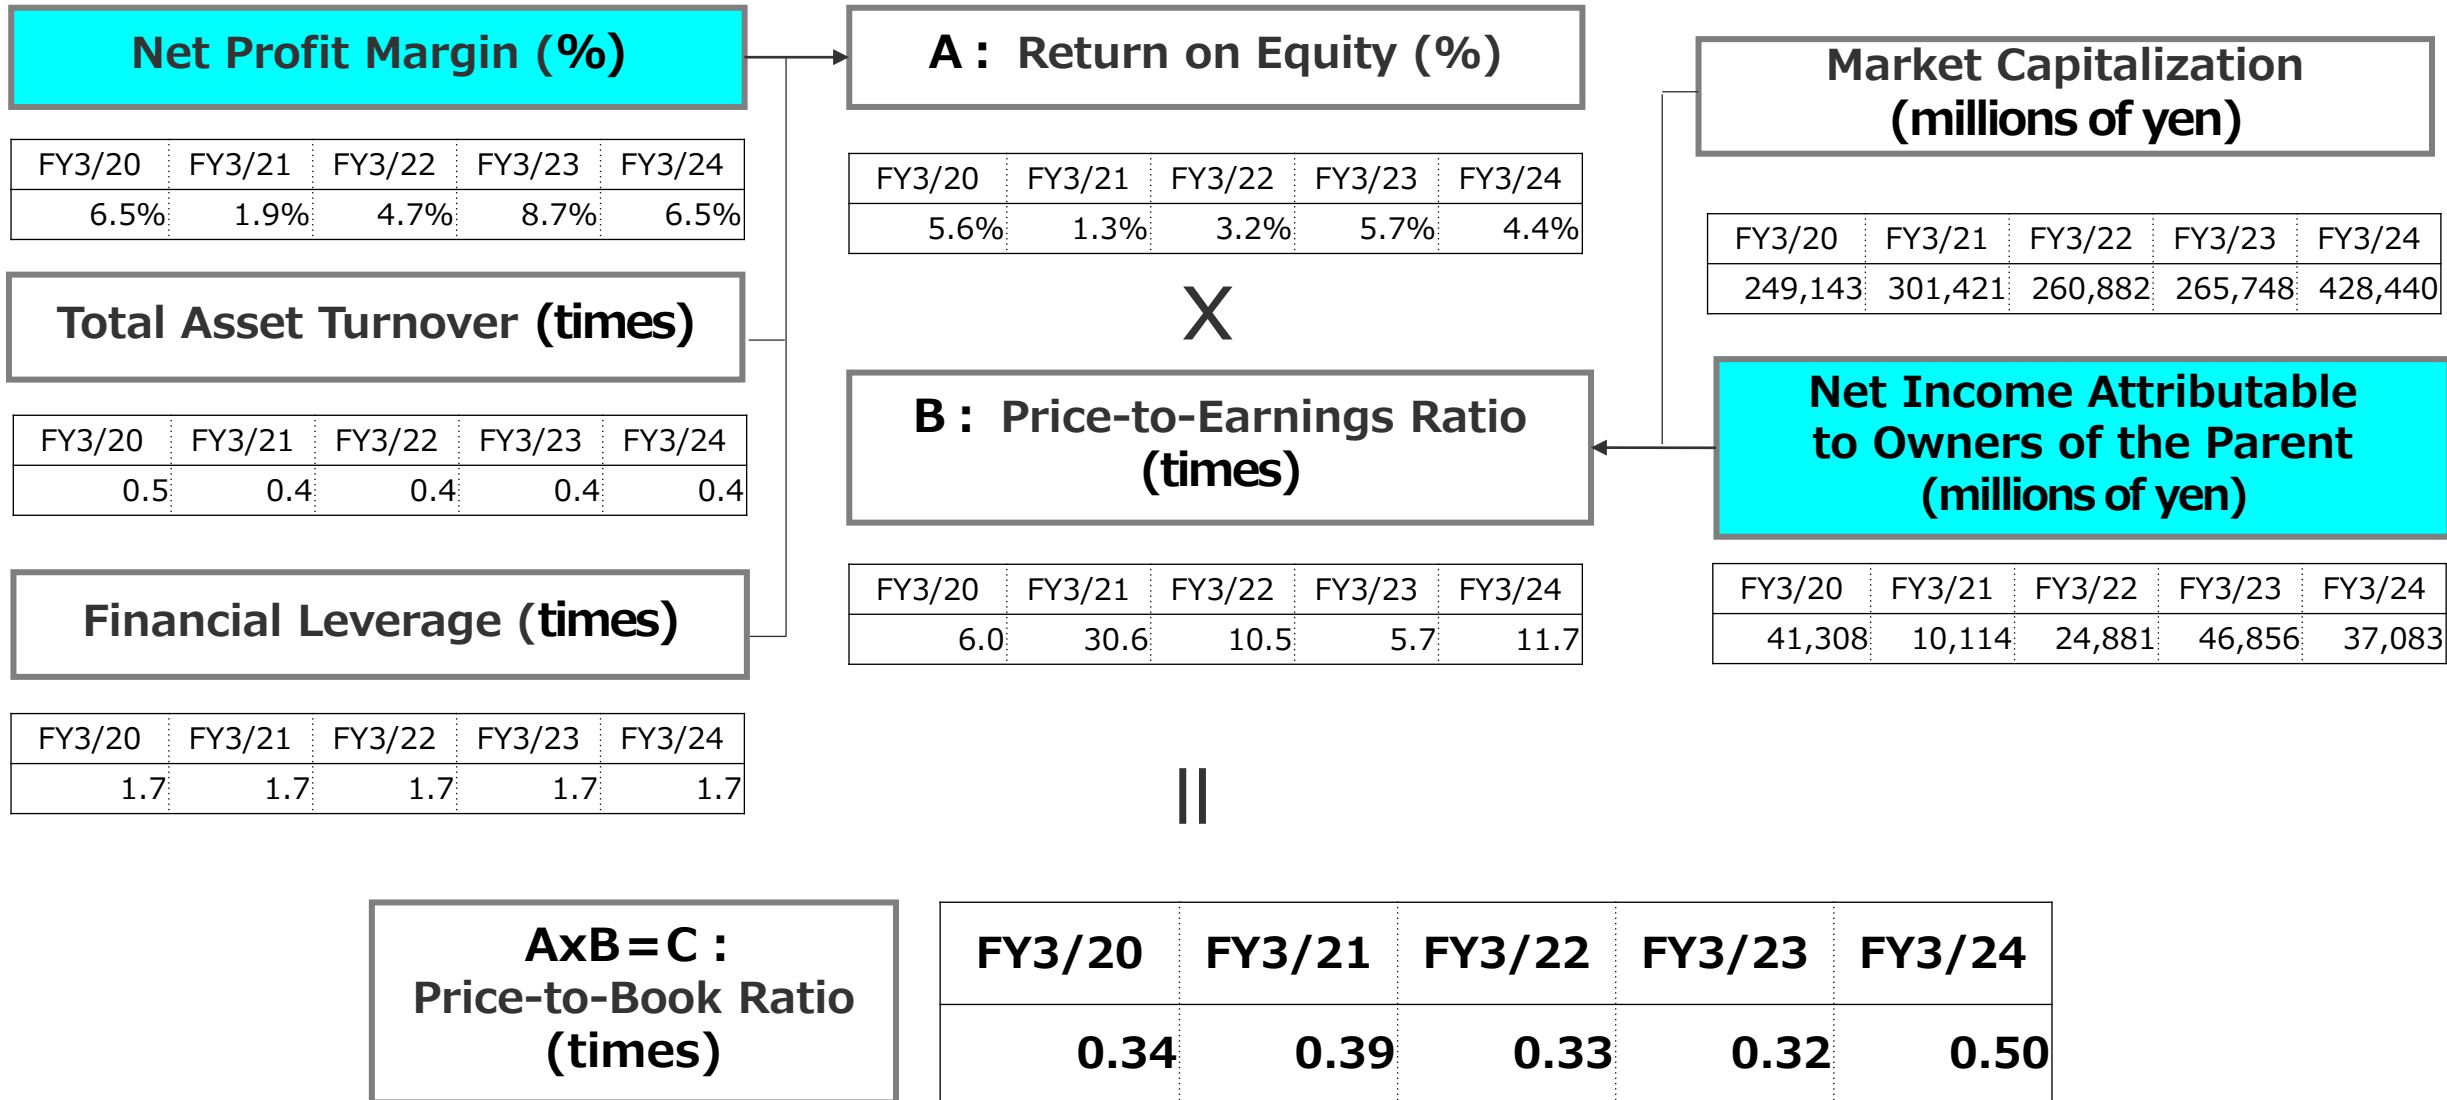 Net Profit Margin (%)
FY3/20 FY3/21 FY3/22 FY3/23 FY3/24
6.5% 1.9% 4.7% 8.7% 6.5%
Total Asset Turnover (times)
FY3/20 FY3/21 FY3/22 FY3/23 FY3/24
0.5 0.4 0.4 0.4 0.4
Financial Leverage (times)
FY3/20 FY3/21 FY3/22 FY3/23 FY3/24
1.7 1.7 1.7 1.7 1.7
A： Return on Equity (%)
FY3/20 FY3/21 FY3/22 FY3/23 FY3/24
5.6% 1.3% 3.2% 5.7% 4.4%
X
B： Price-to-Earnings Ratio
(times)
FY3/20 FY3/21 FY3/22 FY3/23 FY3/24
6.0 30.6 10.5 5.7 11.7
Market Capitalization
(millions of yen)
FY3/20 FY3/21 FY3/22 FY3/23 FY3/24
249,143 301,421 260,882 265,748 428,440
Net Income Attributable
to Owners of the Parent
(millions of yen)
FY3/20 FY3/21 FY3/22 FY3/23 FY3/24
41,308 10,114 24,881 46,856 37,083
=
AxB=C：
Price-to-Book Ratio
(times)
FY3/20 FY3/21 FY3/22 FY3/23 FY3/24
0.34 0.39 0.33 0.32 0.50